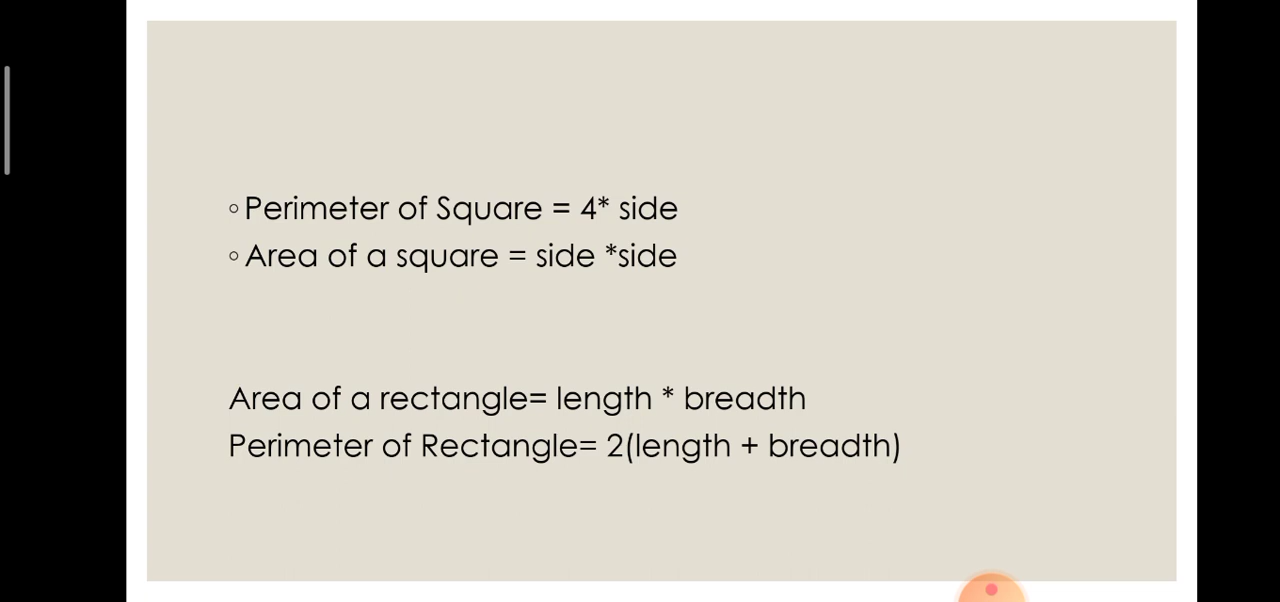 ◦ Perimeter of Square = 4* side
◦ Area of a square = side *side
Area of a rectangle= length * breadth
Perimeter of Rectangle= 2(length + breadth)